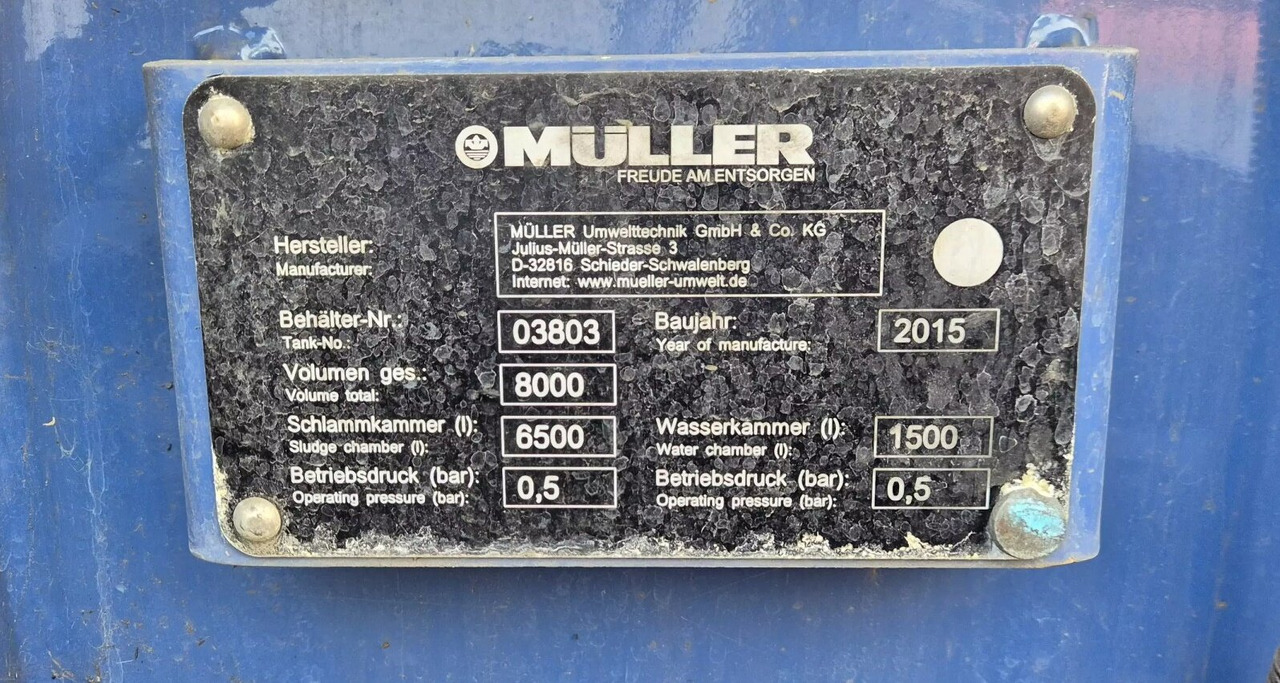 MÜLLER
FREUDE AM ENTSORGEN
Hersteller:
Manufacturer:
MÜLLER Umwelttechnik GmbH & Co. KG
Julius-Müller-Strasse 3
D-32816 Schieder-Schwalenberg
Internet: www.mueller-umwelt.de
Behälter-Nr.: 03803 Baujahr: 2015
Tank-No.: Year of manufacture:
Volumen ges.: 8000
Volume total:
Schlammkammer (l): 6500 Wasserkammer (l): 1500
Sludge chamber (l): Water chamber (l):
Betriebsdruck (bar): 0,5 Betriebsdruck (bar): 0,5
Operating pressure (bar): Operating pressure (bar):